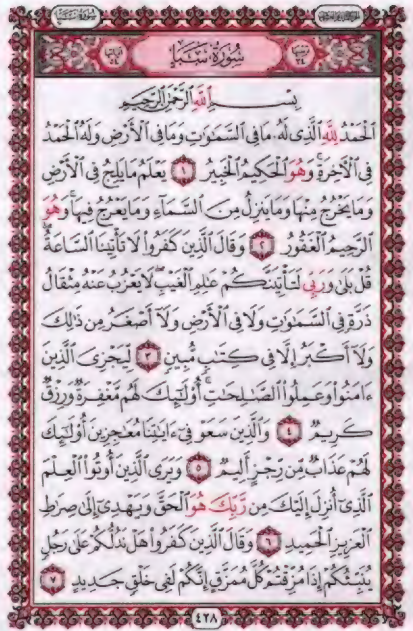 سُورَةُ سَبَإٍ
سُورَةُ سَبَإٍ
ترتيبها ٣٤
آياتها ٥٤
بِسْمِ ٱللَّهِ ٱلرَّحْمَٰنِ ٱلرَّحِيمِ
ٱلْحَمْدُ لِلَّهِ ٱلَّذِى لَهُۥ مَا فِى ٱلسَّمَٰوَٰتِ وَمَا فِى ٱلْأَرْضِ وَلَهُ ٱلْحَمْدُ
فِى ٱلْءَاخِرَةِ ۚ وَهُوَ ٱلْحَكِيمُ ٱلْخَبِيرُ ١ يَعْلَمُ مَا يَلِجُ فِى ٱلْأَرْضِ
وَمَا يَخْرُجُ مِنْهَا وَمَا يَنزِلُ مِنَ ٱلسَّمَآءِ وَمَا يَعْرُجُ فِيهَا ۚ وَهُوَ
ٱلرَّحِيمُ ٱلْغَفُورُ ٢ وَقَالَ ٱلَّذِينَ كَفَرُوا۟ لَا تَأْتِينَا ٱلسَّاعَةُ ۖ
قُلْ بَلَىٰ وَرَبِّى لَتَأْتِيَنَّكُمْ عَٰلِمِ ٱلْغَيْبِ ۖ لَا يَعْزُبُ عَنْهُ مِثْقَالُ
ذَرَّةٍ فِى ٱلسَّمَٰوَٰتِ وَلَا فِى ٱلْأَرْضِ وَلَآ أَصْغَرُ مِن ذَٰلِكَ
وَلَآ أَكْبَرُ إِلَّا فِى كِتَٰبٍ مُّبِينٍ ٣ لِّيَجْزِىَ ٱلَّذِينَ
ءَامَنُوا۟ وَعَمِلُوا۟ ٱلصَّٰلِحَٰتِ ۚ أُو۟لَٰٓئِكَ لَهُم مَّغْفِرَةٌ وَرِزْقٌ
كَرِيمٌ ٤ وَٱلَّذِينَ سَعَوْ فِىٓ ءَايَٰتِنَا مُعَٰجِزِينَ أُو۟لَٰٓئِكَ
لَهُمْ عَذَابٌ مِّن رِّجْزٍ أَلِيمٌ ٥ وَيَرَى ٱلَّذِينَ أُوتُوا۟ ٱلْعِلْمَ
ٱلَّذِىٓ أُنزِلَ إِلَيْكَ مِن رَّبِّكَ هُوَ ٱلْحَقَّ وَيَهْدِىٓ إِلَىٰ صِرَٰطِ
ٱلْعَزِيزِ ٱلْحَمِيدِ ٦ وَقَالَ ٱلَّذِينَ كَفَرُوا۟ هَلْ نَدُلُّكُمْ عَلَىٰ رَجُلٍ
يُنَبِّئُكُمْ إِذَا مُزِّقْتُمْ كُلَّ مُمَزَّقٍ إِنَّكُمْ لَفِى خَلْقٍ جَدِيدٍ ٧
٤٢٨